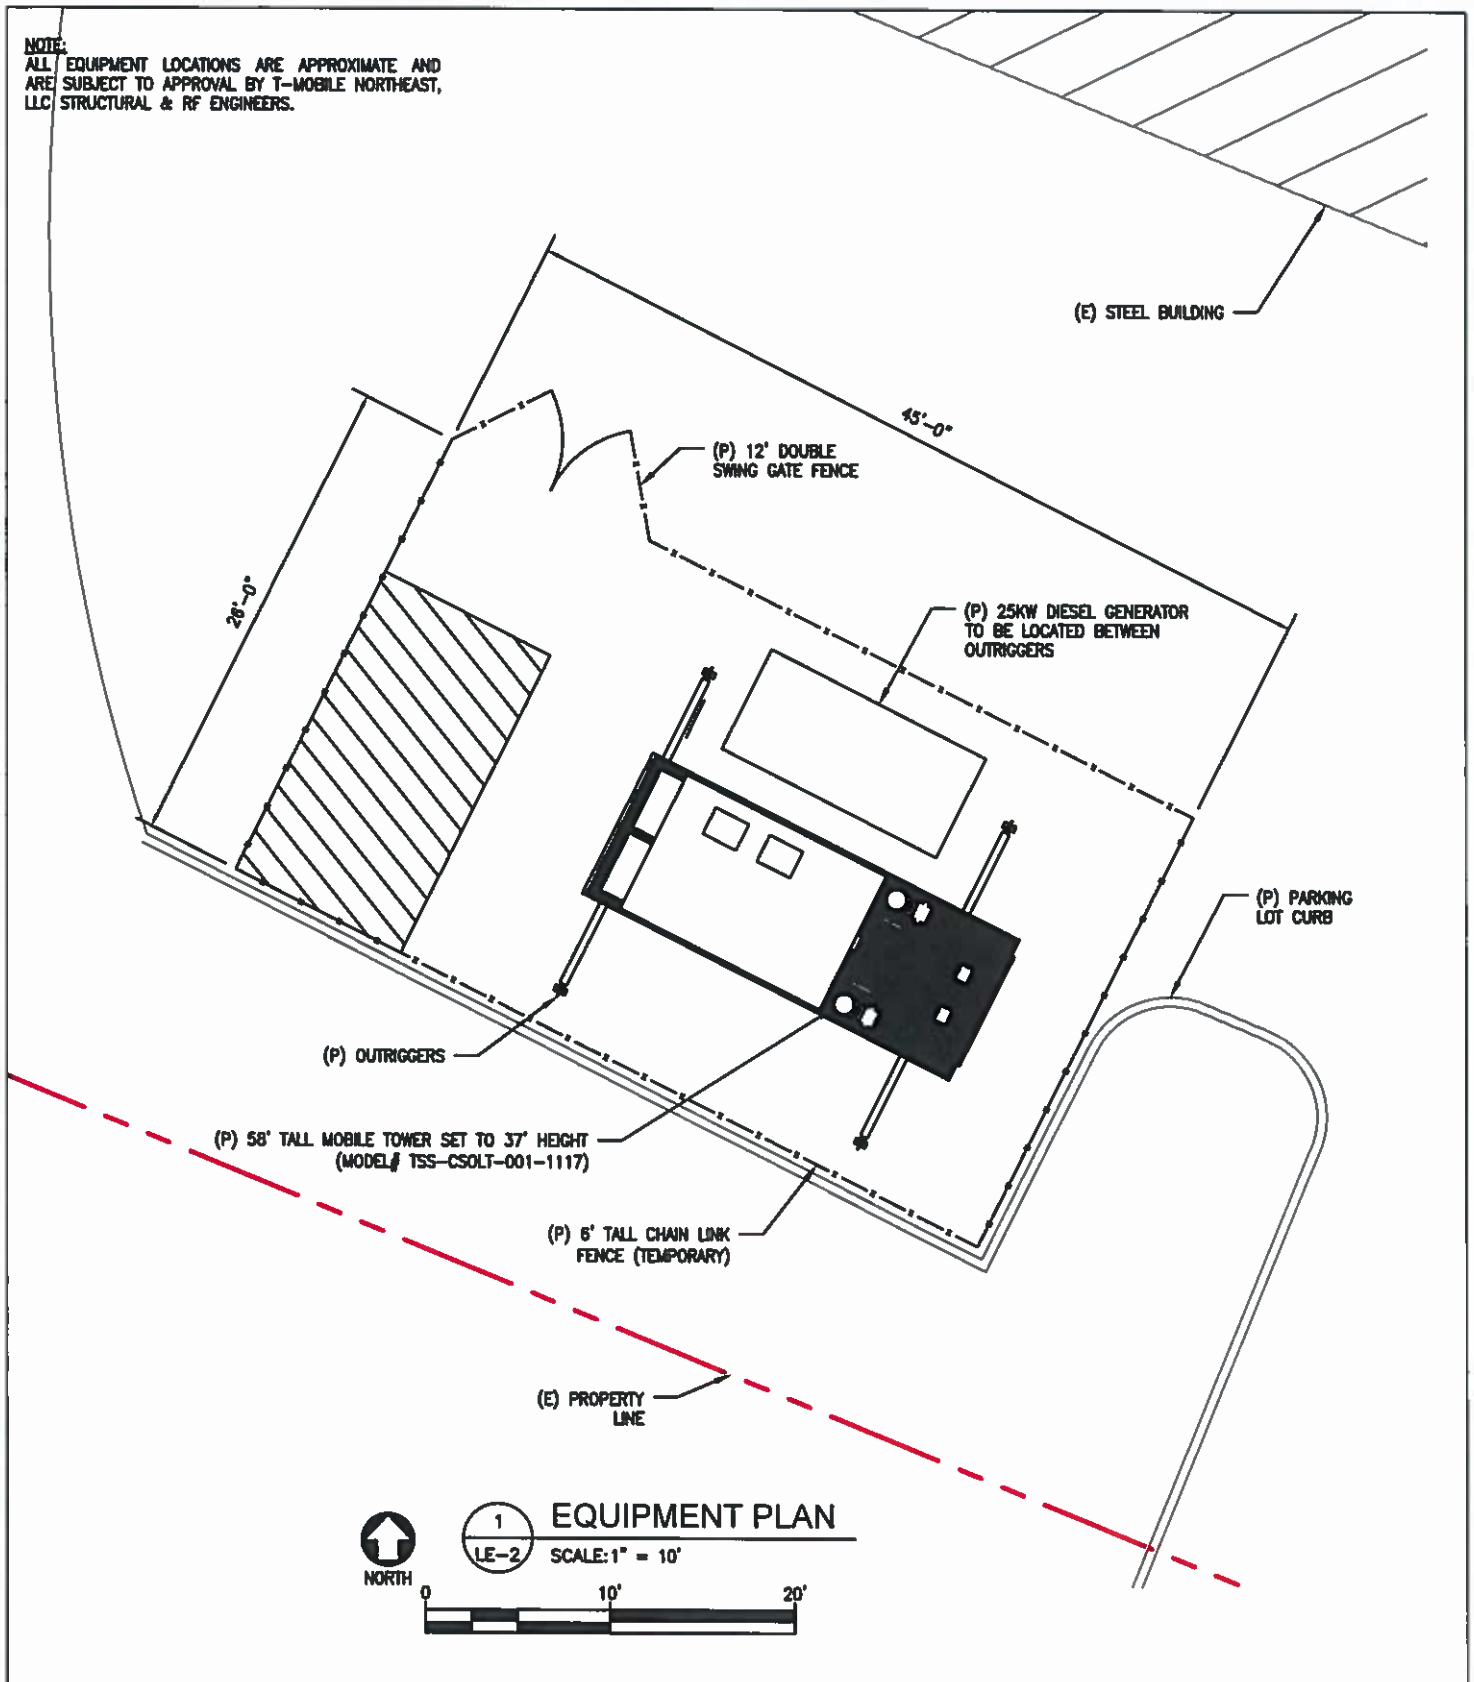 NOTE:
ALL EQUIPMENT LOCATIONS ARE APPROXIMATE AND
ARE SUBJECT TO APPROVAL BY T-MOBILE NORTHEAST,
LLC STRUCTURAL & RF ENGINEERS.
(E) STEEL BUILDING
45'-0"
(P) 12' DOUBLE
SWING GATE FENCE
26'-0"
(P) 25KW DIESEL GENERATOR
TO BE LOCATED BETWEEN
OUTRIGGERS
(P) PARKING
LOT CURB
(P) OUTRIGGERS
(P) 58' TALL MOBILE TOWER SET TO 37' HEIGHT
(MODEL# TSS-CSOLT-001-1117)
(P) 6' TALL CHAIN LINK
FENCE (TEMPORARY)
(E) PROPERTY
LINE
NORTH
1
LE-2
EQUIPMENT PLAN
SCALE: 1" = 10'
0 10' 20'